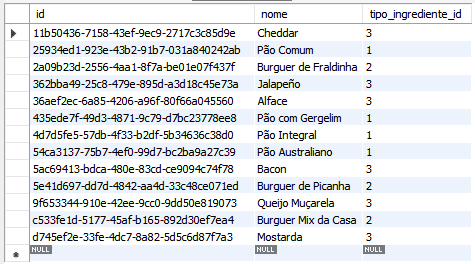 id nome tipo_ingrediente_id
11b50436-7158-43ef-9ec9-2717c3c85d9e Cheddar 3
25934ed1-923e-43b2-91b7-031a840242ab Pão Comum 1
2a09b23d-2556-4aa1-8f7a-be01e07f437f Burguer de Fraldinha 2
362bba49-25c8-479e-895d-a3d18c45e73a Jalapeño 3
36aef2ec-6a85-4206-a96f-80f66a045560 Alface 3
435ede7f-49d3-4871-9c79-d7bc23778ee8 Pão com Gergelim 1
4d7d5fe5-57db-4f33-b2df-5b34636c38d0 Pão Integral 1
54ca3137-75b7-4ef0-99d7-bc2ba9a27c39 Pão Australiano 1
5ac69413-bdca-480e-83cd-ce9094c74f78 Bacon 3
5e41d697-dd7d-4842-aa4d-33c48ce071ed Burguer de Picanha 2
9f653344-910e-42ee-9cc0-9dd50e819073 Queijo Muçarela 3
c533fe1d-5177-45af-b165-892d30ef7ea4 Burguer Mix da Casa 2
d745ef2e-33fe-4dc7-8a82-5d5c6d87f7a3 Mostarda 3
NULL NULL NULL